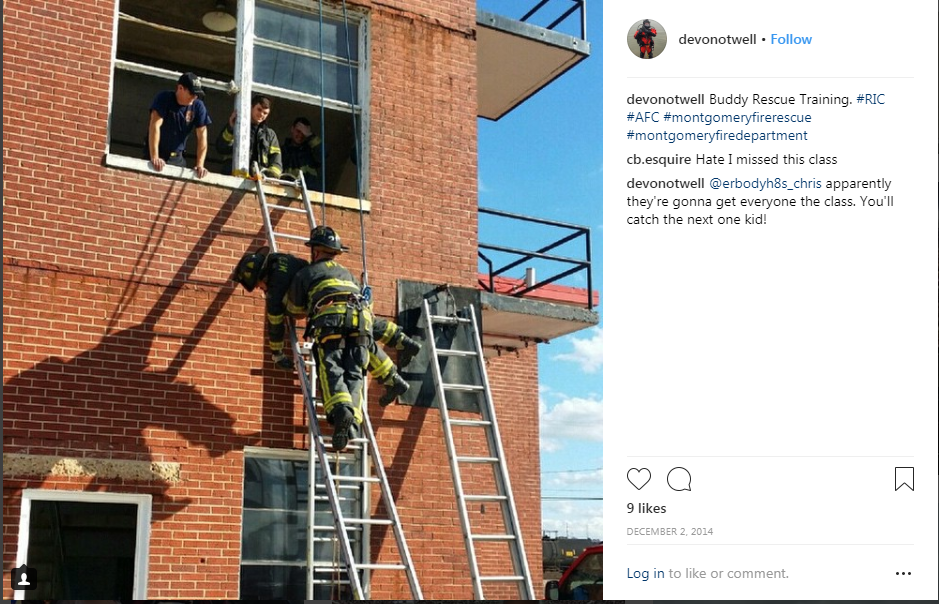 devonotwell • Follow
devonotwell Buddy Rescue Training. #RIC
#AFC #montgomeryfirerescue
#montgomeryfiredepartment
cb.esquire Hate I missed this class
devonotwell @erbodyh8s_chris apparently
they're gonna get everyone the class. You'll
catch the next one kid!
9 likes
DECEMBER 2, 2014
Log in to like or comment.